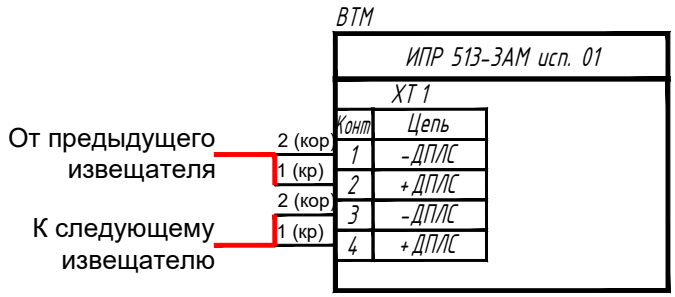 ВТМ
ИПР 513-3АМ исп. 01
ХТ 1
Конт Цепь
От предыдущего
извещателя
2 (кор)
1 -ДПЛС
1 (кр)
2 +ДПЛС
2 (кор)
3 -ДПЛС
К следующему
извещателю
1 (кр)
4 +ДПЛС